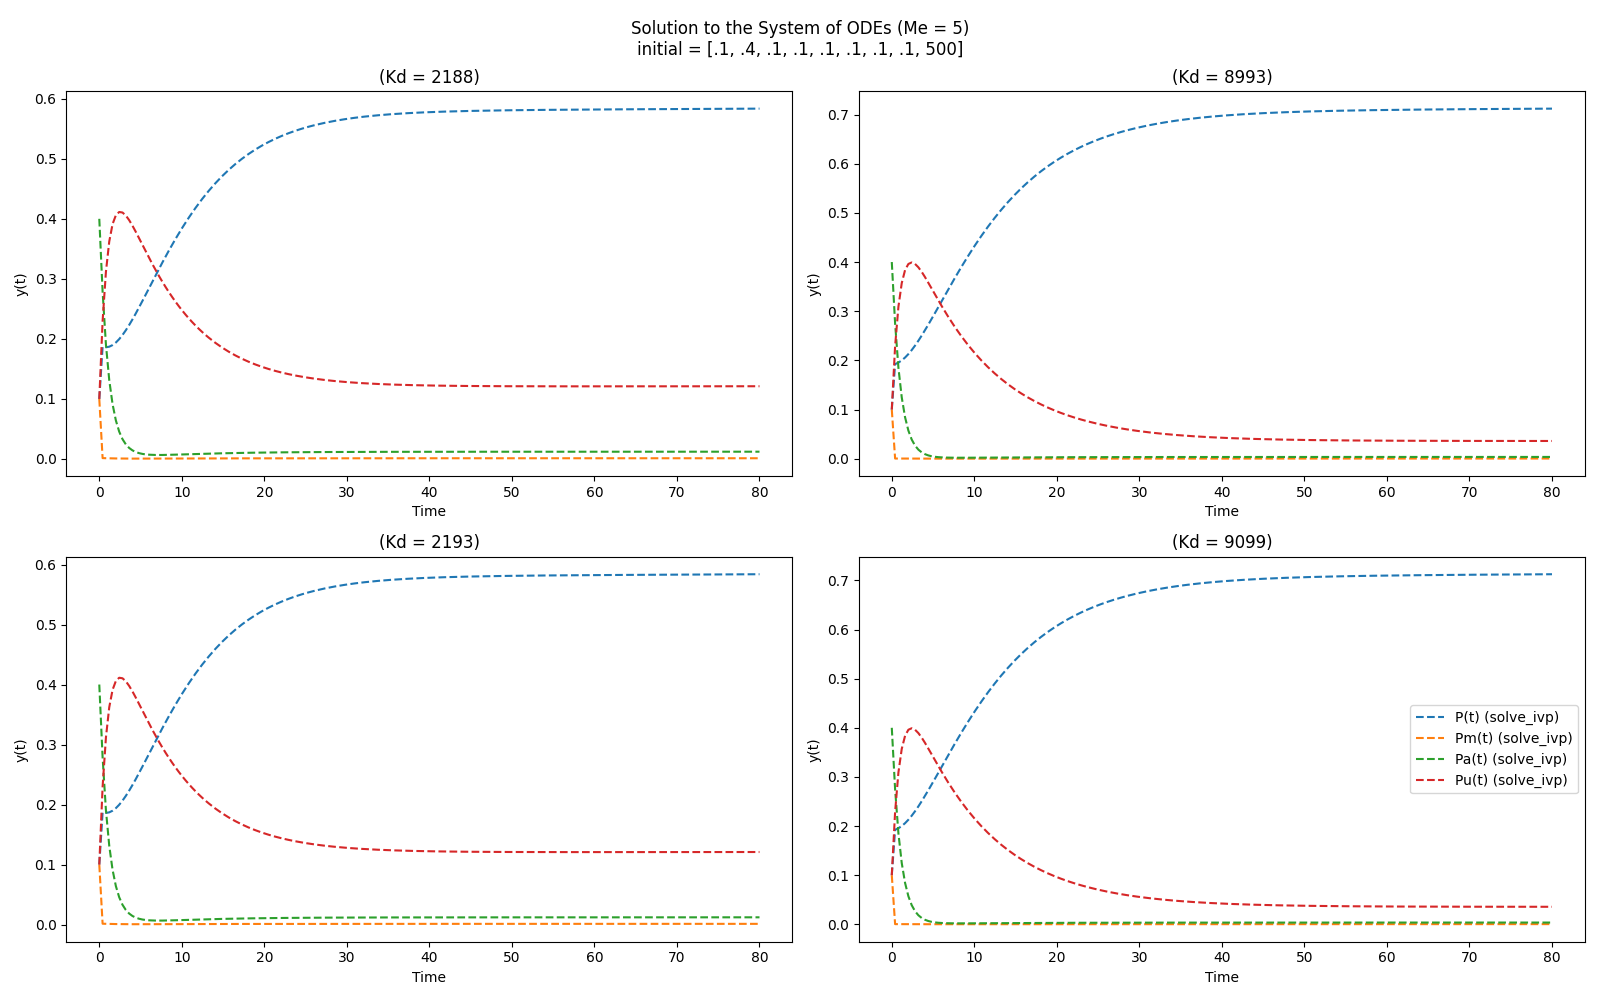 Solution to the System of ODEs (Me = 5)
initial = [.1, .4, .1, .1, .1, .1, .1, .1, 500]
(Kd = 2188)
0.6
0.5
0.4
0.3
0.2
0.1
0.0
y(t)
0 10 20 30 40 50 60 70 80
Time
(Kd = 8993)
0.7
0.6
0.5
0.4
0.3
0.2
0.1
0.0
y(t)
0 10 20 30 40 50 60 70 80
Time
(Kd = 2193)
0.6
0.5
0.4
0.3
0.2
0.1
0.0
y(t)
0 10 20 30 40 50 60 70 80
Time
(Kd = 9099)
0.7
0.6
0.5
0.4
0.3
0.2
0.1
0.0
y(t)
0 10 20 30 40 50 60 70 80
Time
P(t) (solve_ivp)
Pm(t) (solve_ivp)
Pa(t) (solve_ivp)
Pu(t) (solve_ivp)